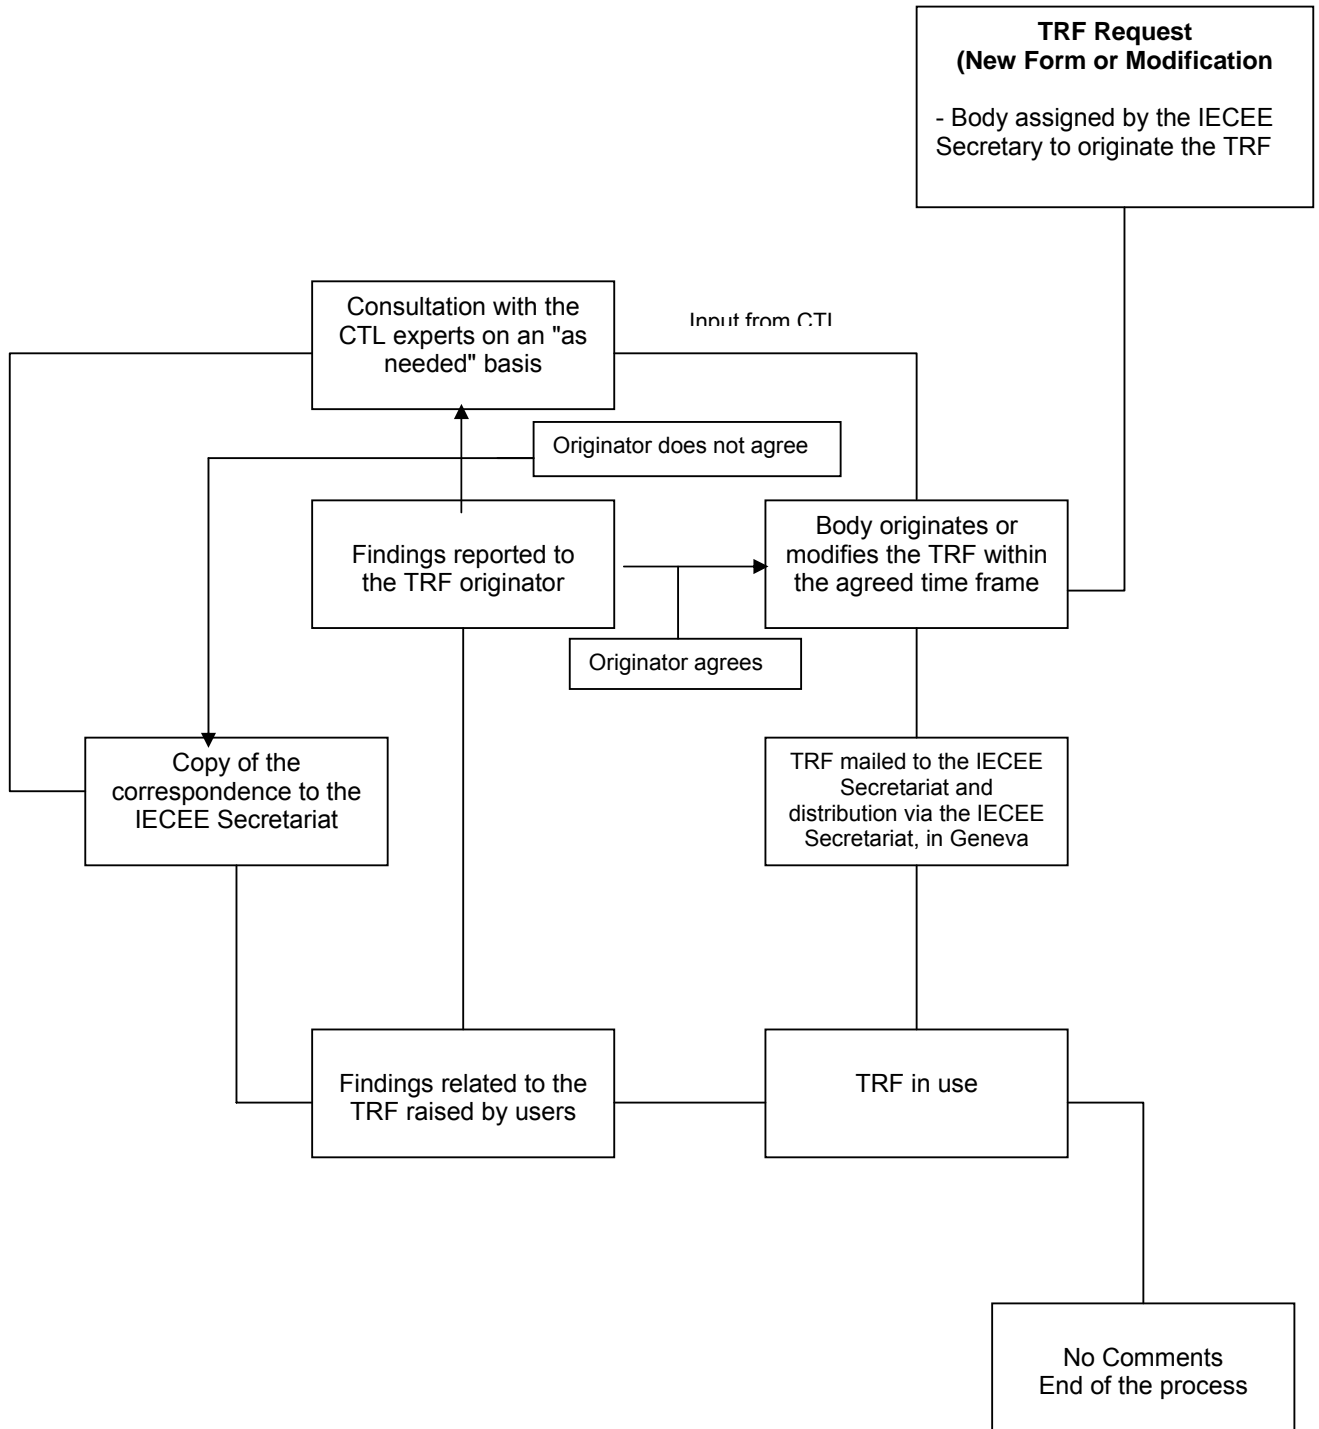 TRF Request
(New Form or Modification
- Body assigned by the IECEE
Secretary to originate the TRF
Consultation with the
CTL experts on an "as
needed" basis
Input from CTL
Originator does not agree
Findings reported to
the TRF originator
Body originates or
modifies the TRF within
the agreed time frame
Originator agrees
Copy of the
correspondence to the
IECEE Secretariat
TRF mailed to the IECEE
Secretariat and
distribution via the IECEE
Secretariat, in Geneva
Findings related to the
TRF raised by users
TRF in use
No Comments
End of the process